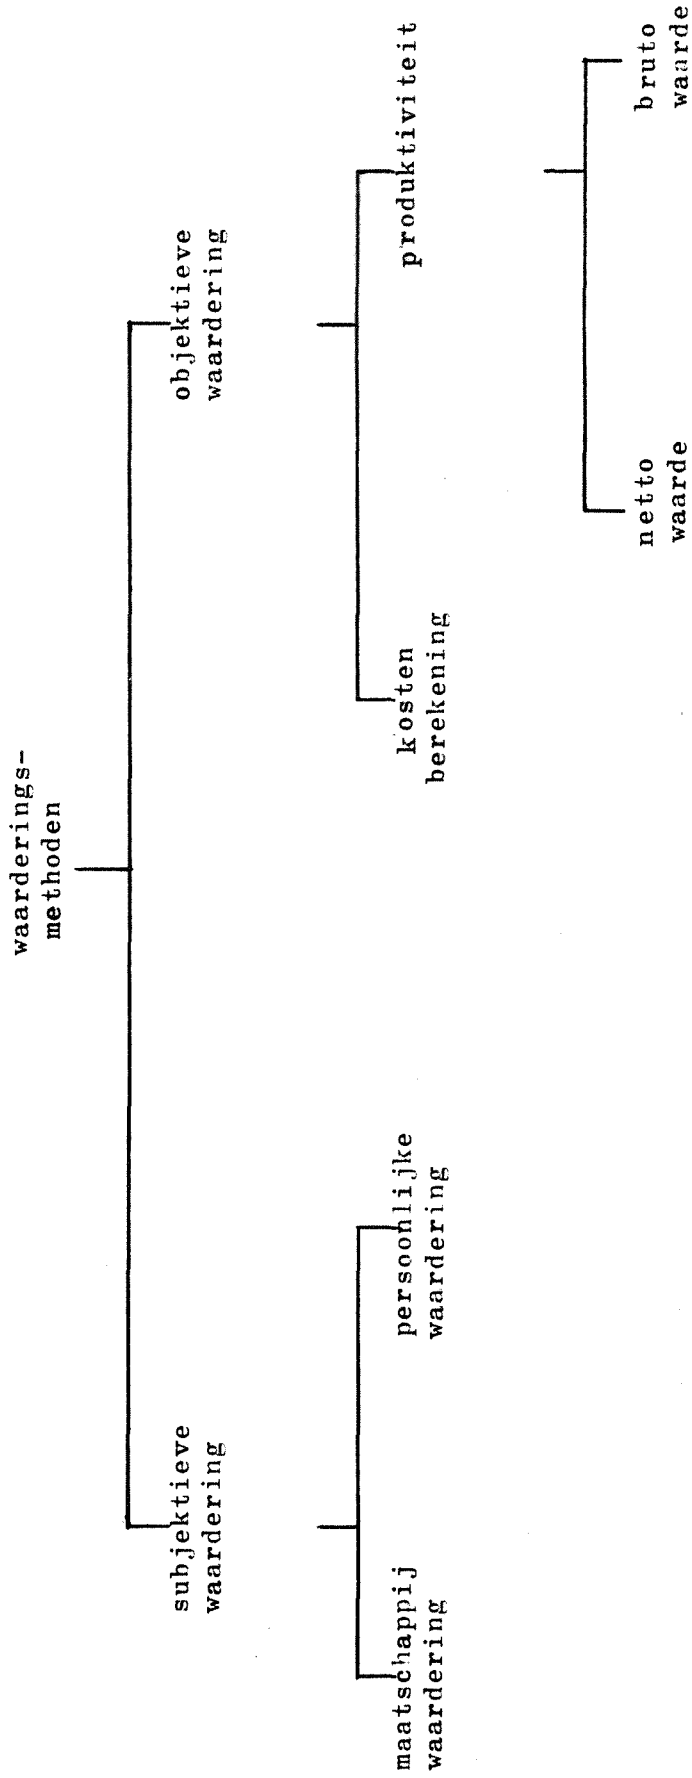 waarderings-
methoden
subjektieve
waardering
objektieve
waardering
maatschappij
waardering
persoonlijke
waardering
kosten
berekening
produktiviteit
netto
waarde
bruto
waarde